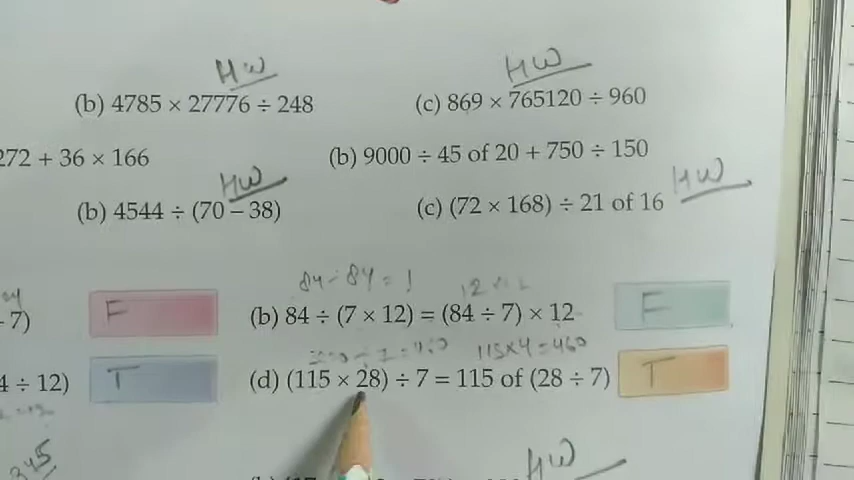 HW HW
(b) 4785 × 27776 ÷ 248 (c) 869 × 765120 ÷ 960
272 + 36 × 166 (b) 9000 ÷ 45 of 20 + 750 ÷ 150
HW HW
(b) 4544 ÷ (70 – 38) (c) (72 × 168) ÷ 21 of 16
84 ÷ 84 = 1
7) F (b) 84 ÷ (7 × 12) = (84 ÷ 7) × 12 F
115×4 = 460
4 ÷ 12) T (d) (115 × 28) ÷ 7 = 115 of (28 ÷ 7) T
345 HW